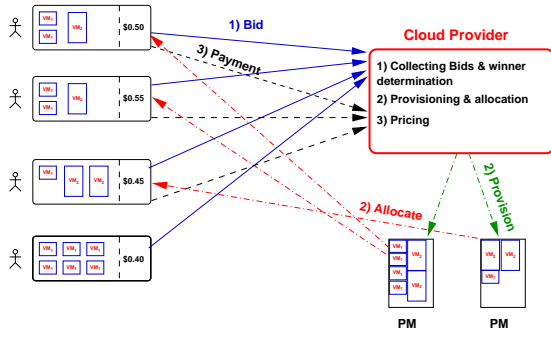 VM1
VM1
VM2
$0.50
1) Bid
3) Payment
Cloud Provider
1) Collecting Bids & winner
determination
2) Provisioning & allocation
3) Pricing
VM1
VM1
VM2
$0.55
VM1
VM2
VM2
$0.45
VM1 VM1 VM1
VM1 VM1 VM1
$0.40
2) Allocate
2) Provision
VM1
VM1
VM1
VM1
VM2
VM2
PM
VM2
VM2
VM1
PM